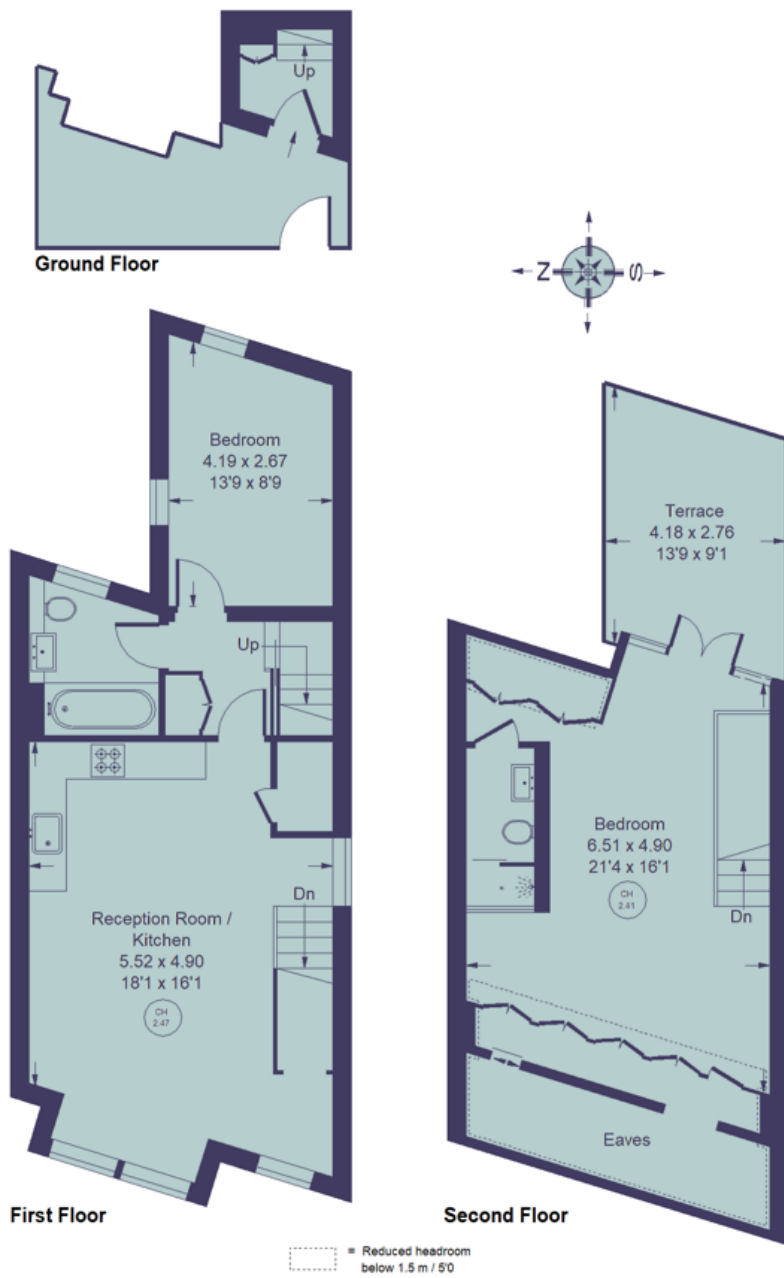 Up
Ground Floor
N
S
Bedroom
4.19 x 2.67
13'9 x 8'9
Up
Dn
Reception Room /
Kitchen
5.52 x 4.90
18'1 x 16'1
CH
2.47
First Floor
Terrace
4.18 x 2.76
13'9 x 9'1
Bedroom
6.51 x 4.90
21'4 x 16'1
CH
2.41
Dn
Eaves
Second Floor
= Reduced headroom
below 1.5 m / 5'0